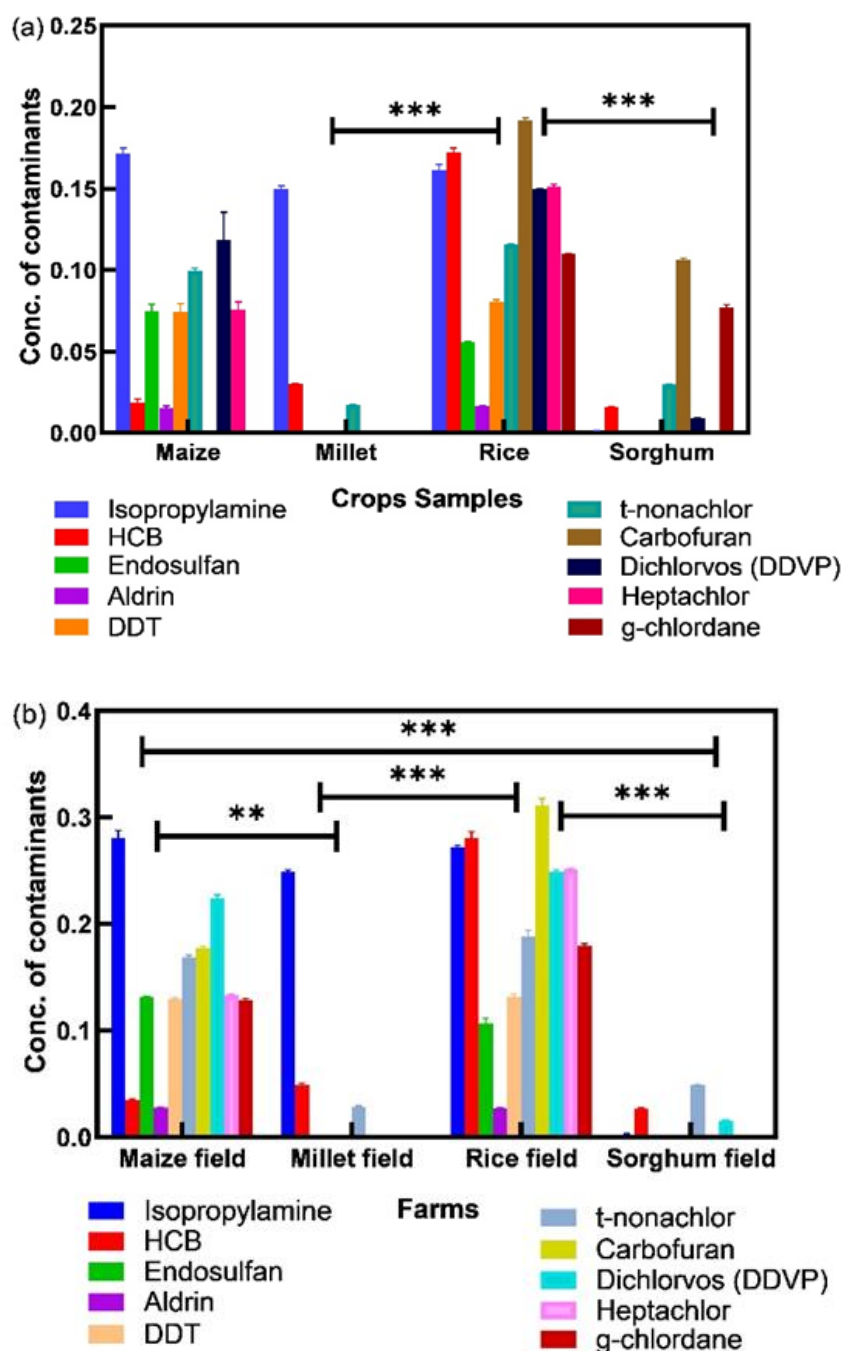 (a)
0.25
0.20
0.15
0.10
0.05
0.00
Conc. of contaminants
***
***
Maize Millet Rice Sorghum
Crops Samples
Isopropylamine
HCB
Endosulfan
Aldrin
DDT
t-nonachlor
Carbofuran
Dichlorvos (DDVP)
Heptachlor
g-chlordane
(b)
0.4
0.3
0.2
0.1
0.0
Conc. of contaminants
***
***
***
**
Maize field Millet field Rice field Sorghum field
Farms
Isopropylamine
HCB
Endosulfan
Aldrin
DDT
t-nonachlor
Carbofuran
Dichlorvos (DDVP)
Heptachlor
g-chlordane